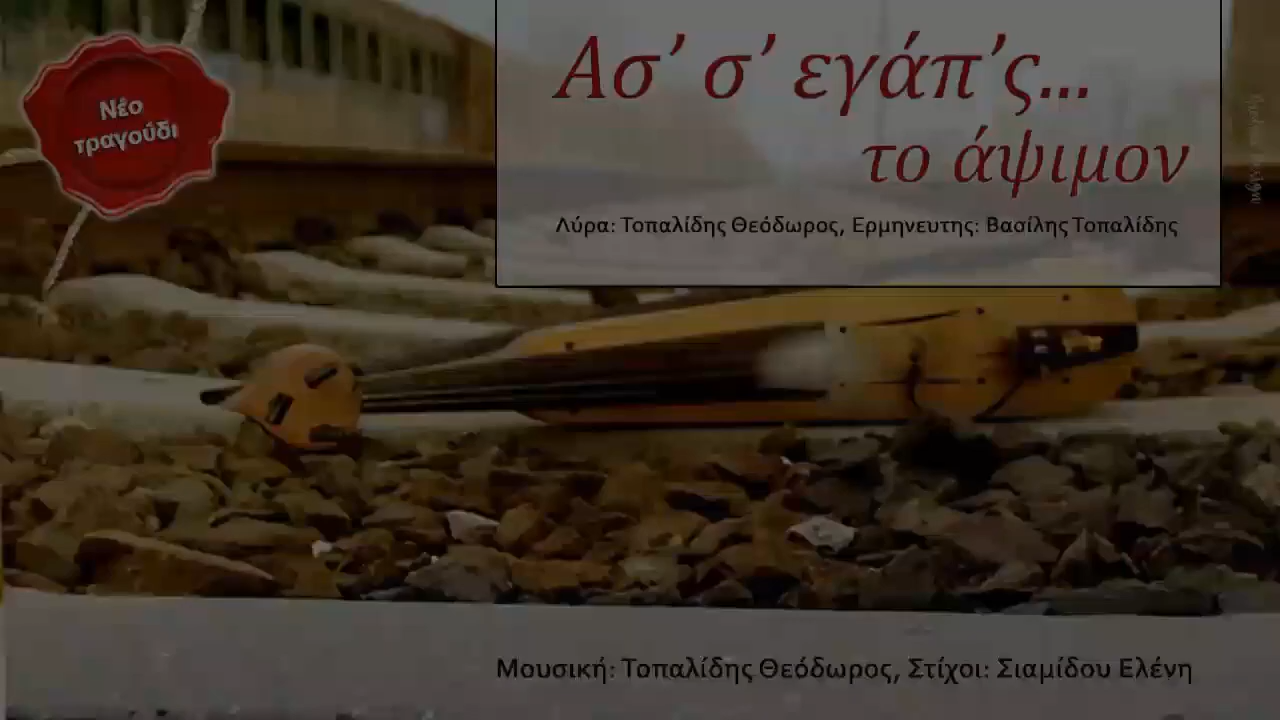 Νέο
τραγούδι
Ασ’ σ’ εγάπ’ς...
το άψιμον
Λύρα: Τοπαλίδης Θεόδωρος, Ερμηνευτης: Βασίλης Τοπαλίδης
Μουσική: Τοπαλίδης Θεόδωρος, Στίχοι: Σιαμίδου Ελένη